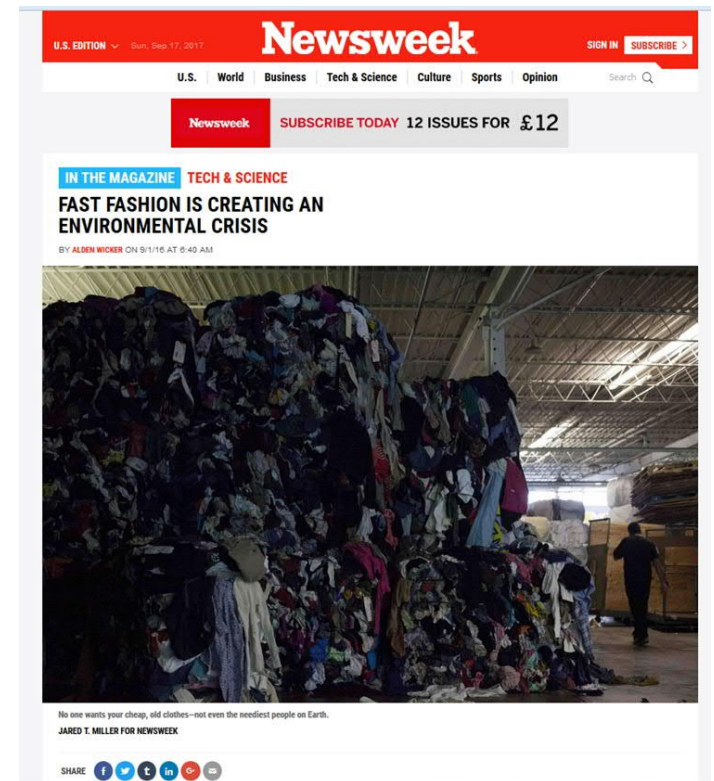 U.S. EDITION Sun, Sep 17, 2017 Newsweek SIGN IN SUBSCRIBE >
U.S. World Business Tech & Science Culture Sports Opinion Search
Newsweek SUBSCRIBE TODAY 12 ISSUES FOR £12
IN THE MAGAZINE TECH & SCIENCE
FAST FASHION IS CREATING AN
ENVIRONMENTAL CRISIS
BY ALDEN WICKER ON 9/1/16 AT 6:40 AM
No one wants your cheap, old clothes—not even the neediest people on Earth.
JARED T. MILLER FOR NEWSWEEK
SHARE f t in G+